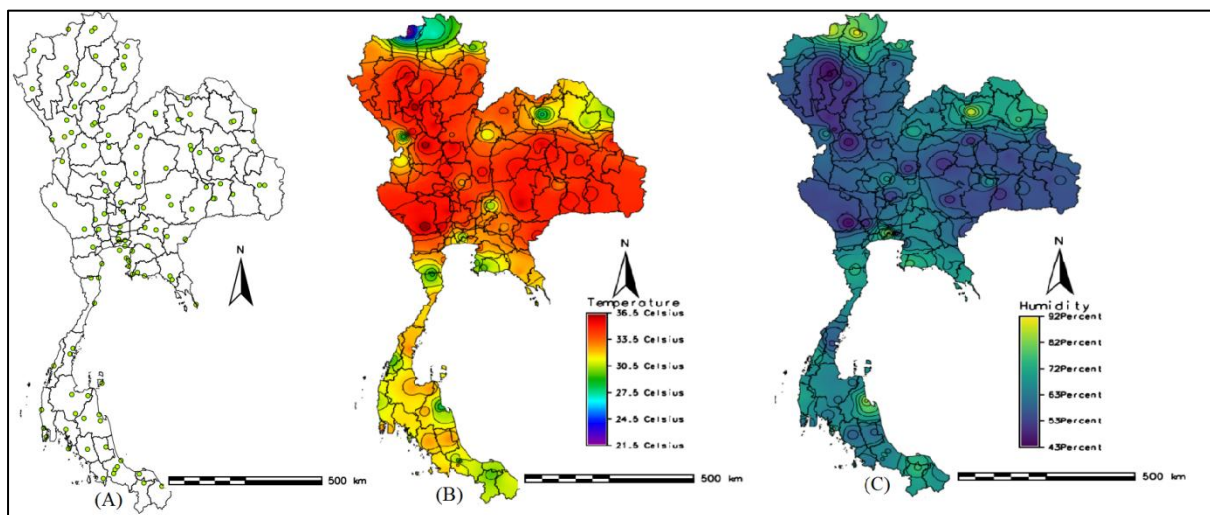 N
500 km
(A)
N
Temperature
36.5 Celsius
33.5 Celsius
30.5 Celsius
27.5 Celsius
24.5 Celsius
21.5 Celsius
500 km
(B)
N
Humidity
92Percent
82Percent
72Percent
63Percent
53Percent
43Percent
500 km
(C)